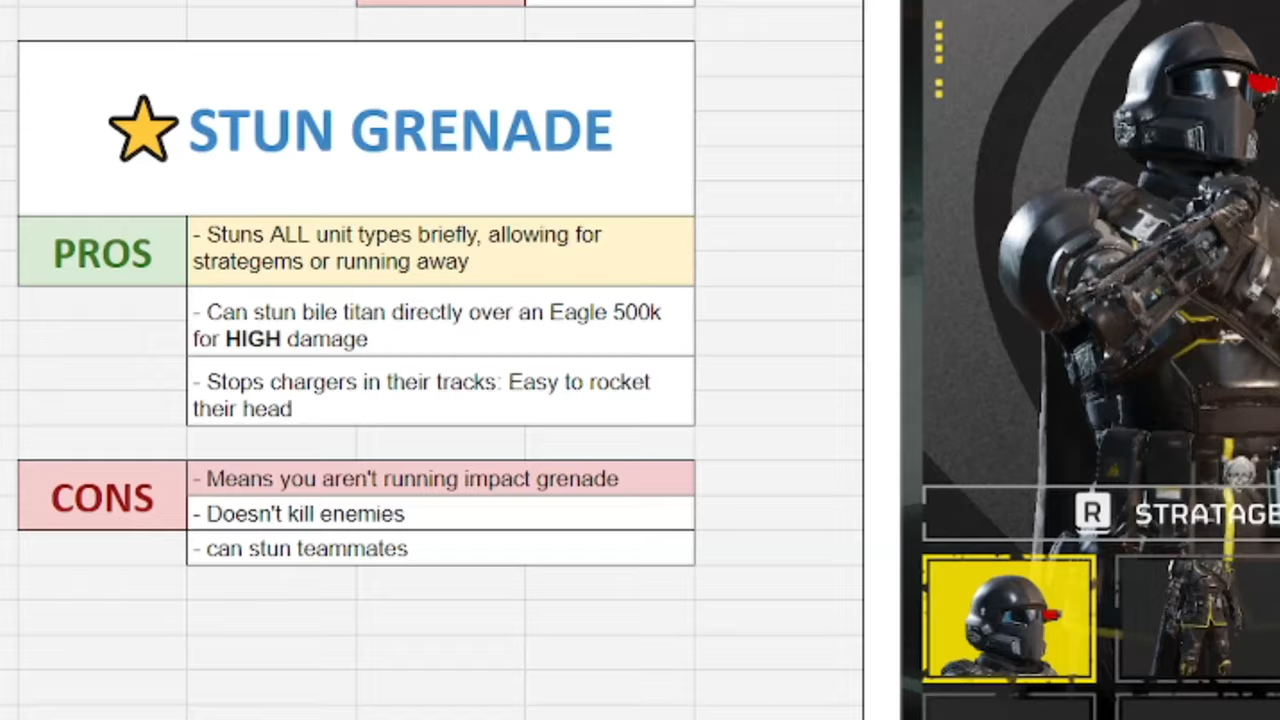 STUN GRENADE
PROS
- Stuns ALL unit types briefly, allowing for
strategems or running away
- Can stun bile titan directly over an Eagle 500k
for HIGH damage
- Stops chargers in their tracks: Easy to rocket
their head
CONS
- Means you aren't running impact grenade
- Doesn't kill enemies
- can stun teammates
R STRATAGE